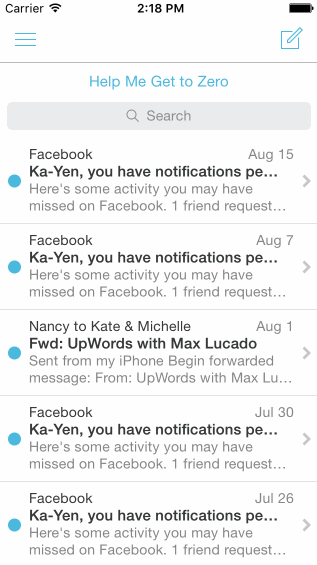 Carrier 2:18 PM
Help Me Get to Zero
Search
Facebook Aug 15
Ka-Yen, you have notifications pe...
Here's some activity you may have
missed on Facebook. 1 friend request...
Facebook Aug 7
Ka-Yen, you have notifications pe...
Here's some activity you may have
missed on Facebook. 1 friend request...
Nancy to Kate & Michelle Aug 1
Fwd: UpWords with Max Lucado
Sent from my iPhone Begin forwarded
message: From: UpWords with Max Lu...
Facebook Jul 30
Ka-Yen, you have notifications pe...
Here's some activity you may have
missed on Facebook. 1 friend request...
Facebook Jul 26
Ka-Yen, you have notifications pe...
Here's some activity you may have
missed on Facebook. 1 friend request...